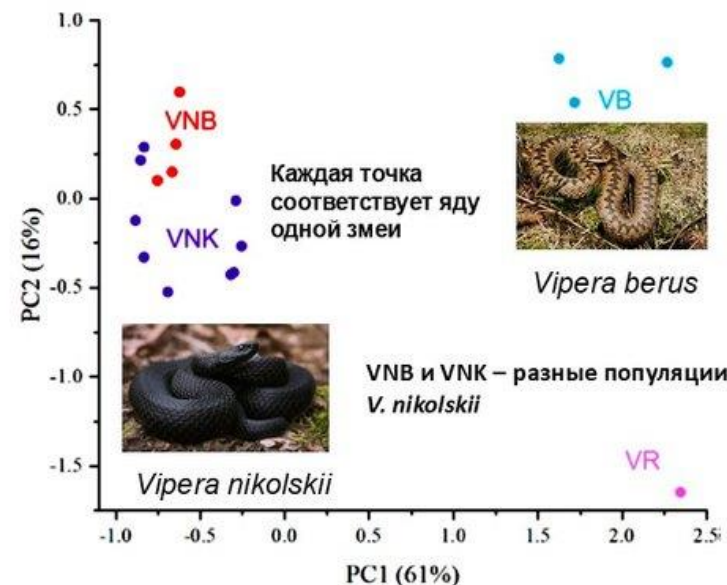 1.0
0.5
0.0
-0.5
-1.0
-1.5
PC2 (16%)
VNB
VNK
VB
VR
Каждая точка
соответствует яду
одной змеи
Vipera berus
VNB и VNK – разные популяции
V. nikolskii
Vipera nikolskii
-1.0
-0.5
0.0
0.5
1.0
1.5
2.0
2.5
PC1 (61%)